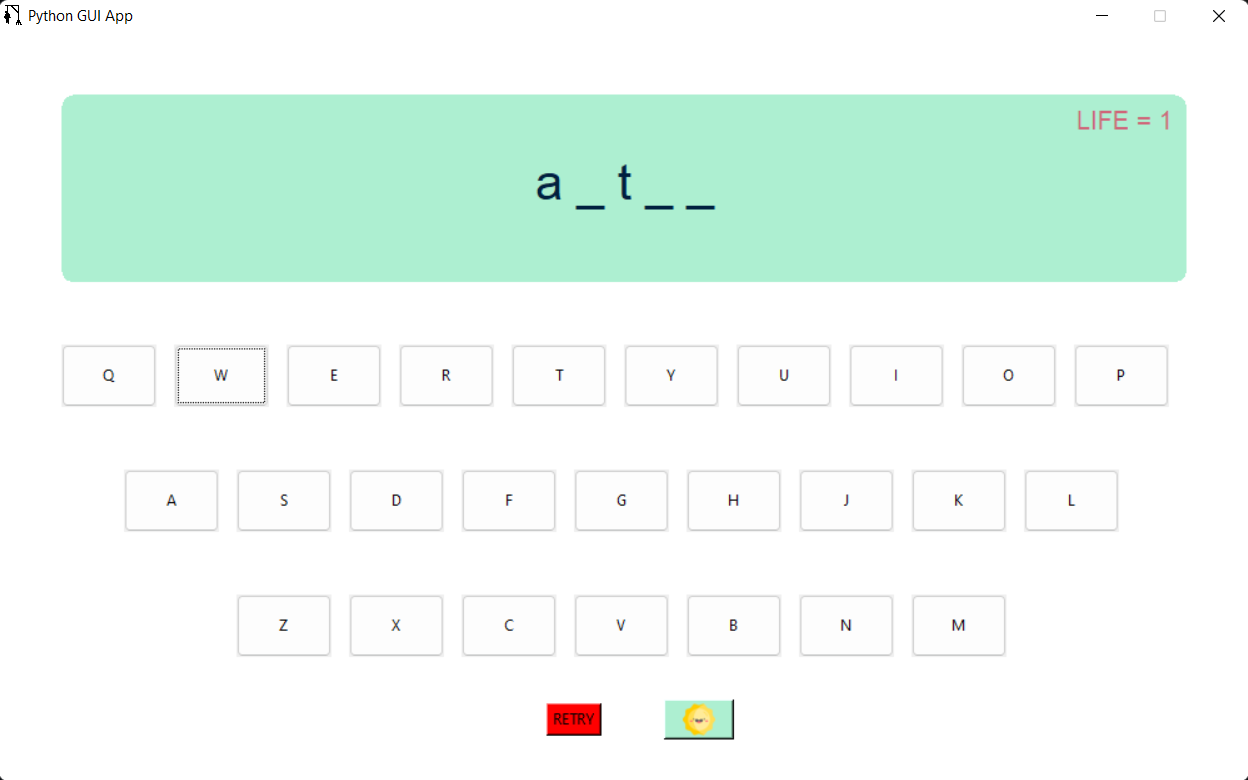 Python GUI App
LIFE = 1
a _ t _ _
Q W E R T Y U I O P
A S D F G H J K L
Z X C V B N M
RETRY